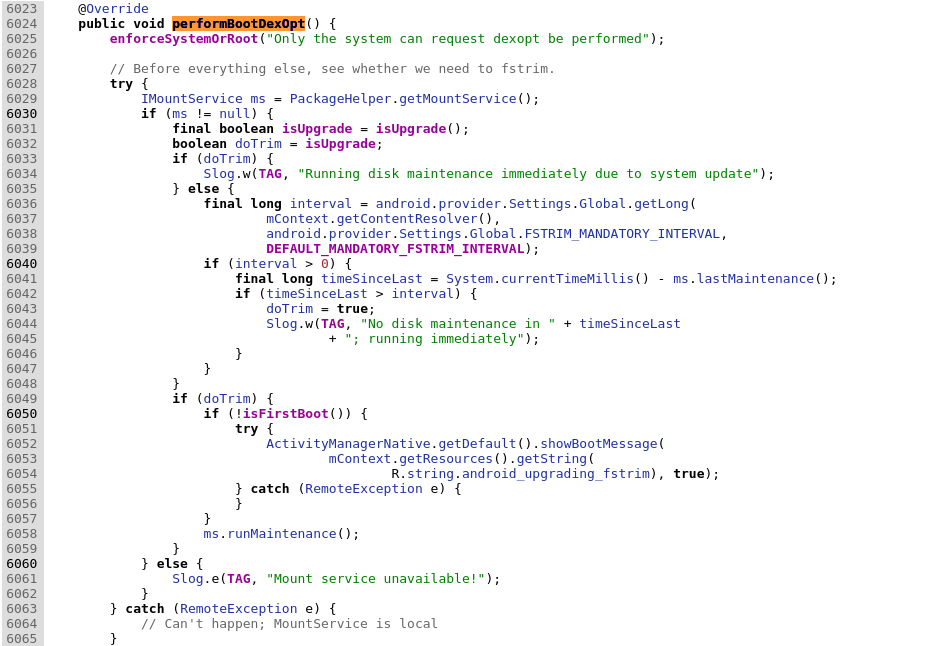 6023     @Override
6024     public void performBootDexOpt() {
6025         enforceSystemOrRoot("Only the system can request dexopt be performed");
6026
6027         // Before everything else, see whether we need to fstrim.
6028         try {
6029             IMountService ms = PackageHelper.getMountService();
6030             if (ms != null) {
6031                 final boolean isUpgrade = isUpgrade();
6032                 boolean doTrim = isUpgrade;
6033                 if (doTrim) {
6034                     Slog.w(TAG, "Running disk maintenance immediately due to system update");
6035                 } else {
6036                     final long interval = android.provider.Settings.Global.getLong(
6037                             mContext.getContentResolver(),
6038                             android.provider.Settings.Global.FSTRIM_MANDATORY_INTERVAL,
6039                             DEFAULT_MANDATORY_FSTRIM_INTERVAL);
6040                     if (interval > 0) {
6041                         final long timeSinceLast = System.currentTimeMillis() - ms.lastMaintenance();
6042                         if (timeSinceLast > interval) {
6043                             doTrim = true;
6044                             Slog.w(TAG, "No disk maintenance in " + timeSinceLast
6045                                     + "; running immediately");
6046                         }
6047                     }
6048                 }
6049                 if (doTrim) {
6050                     if (!isFirstBoot()) {
6051                         try {
6052                             ActivityManagerNative.getDefault().showBootMessage(
6053                                     mContext.getResources().getString(
6054                                             R.string.android_upgrading_fstrim), true);
6055                         } catch (RemoteException e) {
6056                         }
6057                     }
6058                     ms.runMaintenance();
6059                 }
6060             } else {
6061                 Slog.e(TAG, "Mount service unavailable!");
6062             }
6063         } catch (RemoteException e) {
6064             // Can't happen; MountService is local
6065         }